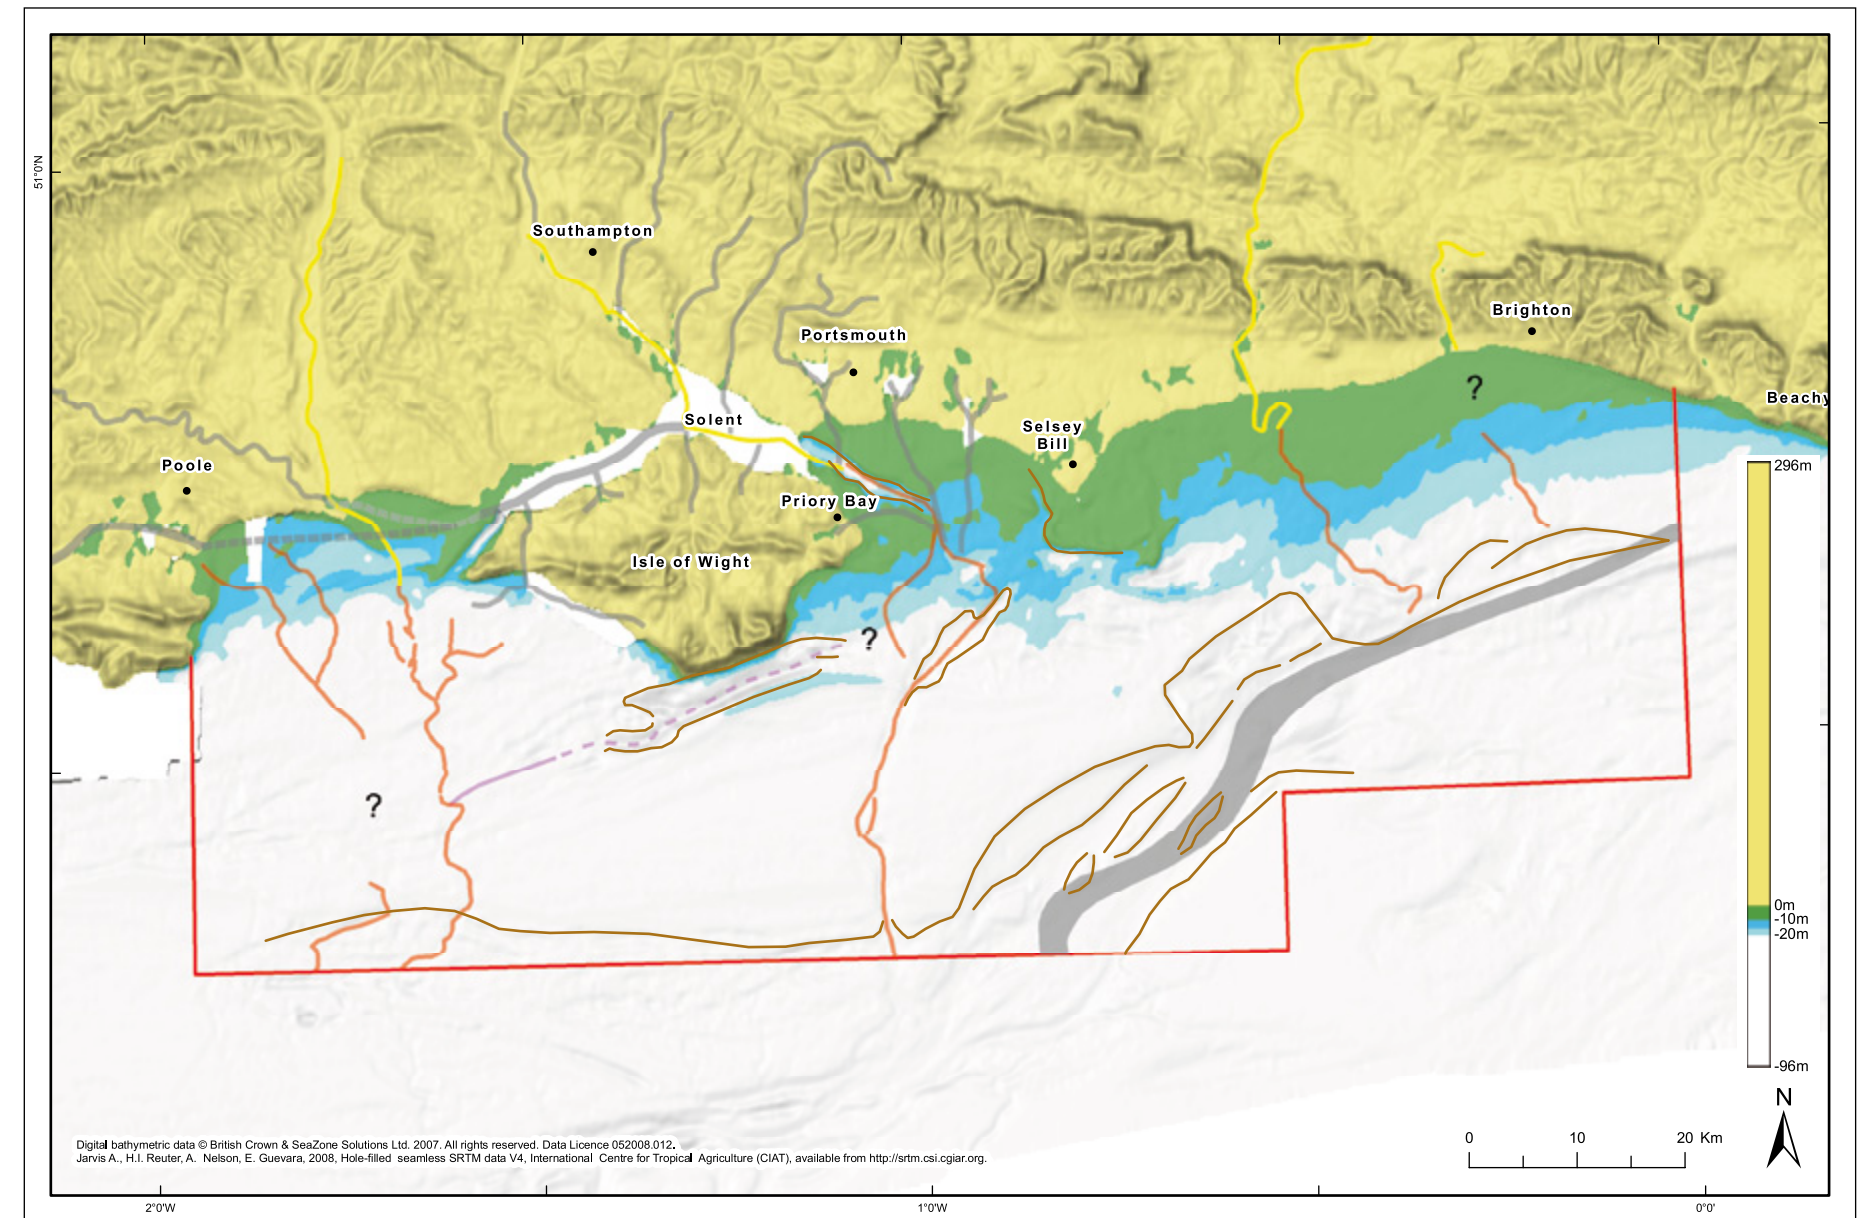 51°0'N
Southampton
Portsmouth
Brighton
?
Beachy
Solent
Selsey
Bill
Poole
296m
Priory Bay
Isle of Wight
?
?
0m
-10m
-20m
-96m
N
0 10 20 Km
Digital bathymetric data © British Crown & SeaZone Solutions Ltd. 2007. All rights reserved. Data Licence 052008.012.
Jarvis A., H.I. Reuter, A. Nelson, E. Guevara, 2008, Hole-filled seamless SRTM data V4, International Centre for Tropical Agriculture (CIAT), available from http://srtm.csi.cgiar.org.
2°0'W 1°0'W 0°0'